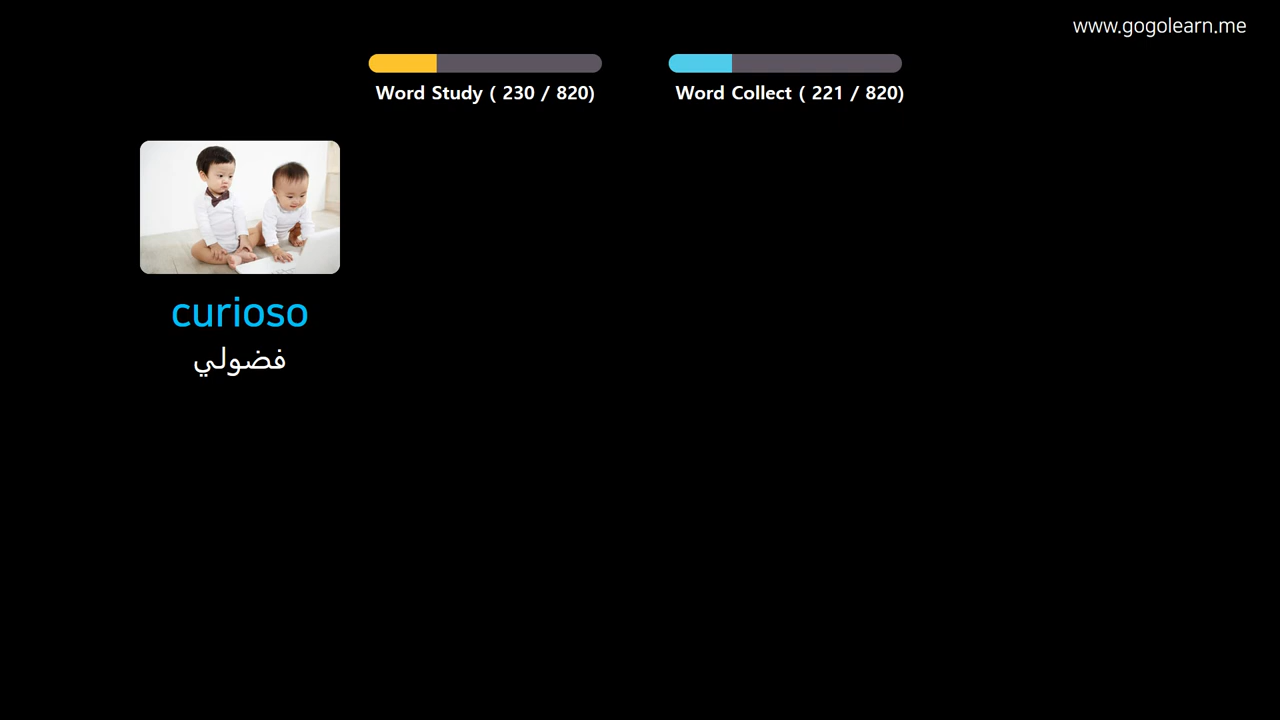 www.gogolearn.me
Word Study ( 230 / 820)
Word Collect ( 221 / 820)
curioso
فضولي